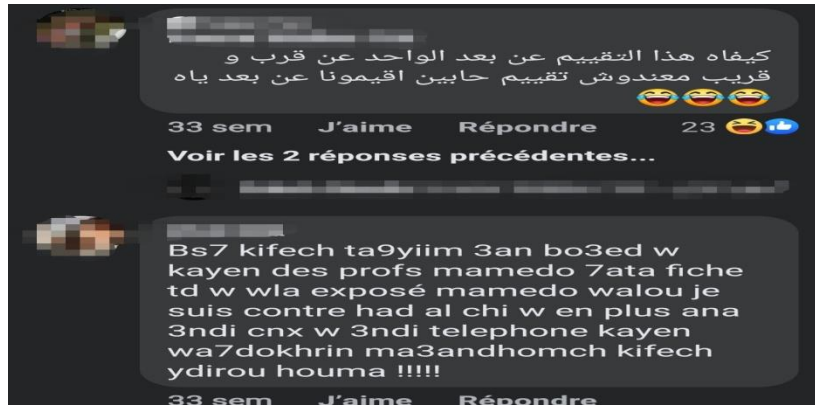 كيفاه هذا التقييم عن بعد الواحد عن قرب و
قريب معندوش تقييم حابين اقيمونا عن بعد ياه
😂😂😂
33 sem J'aime Répondre 23
Voir les 2 réponses précédentes...
Bs7 kifech ta9yiim 3an bo3ed w
kayen des profs mamedo 7ata fiche
td w wla exposé mamedo walou je
suis contre had al chi w en plus ana
3ndi cnx w 3ndi telephone kayen
wa7dokhrin ma3andhomch kifech
ydirou houma !!!!!
33 sem J'aime Répondre